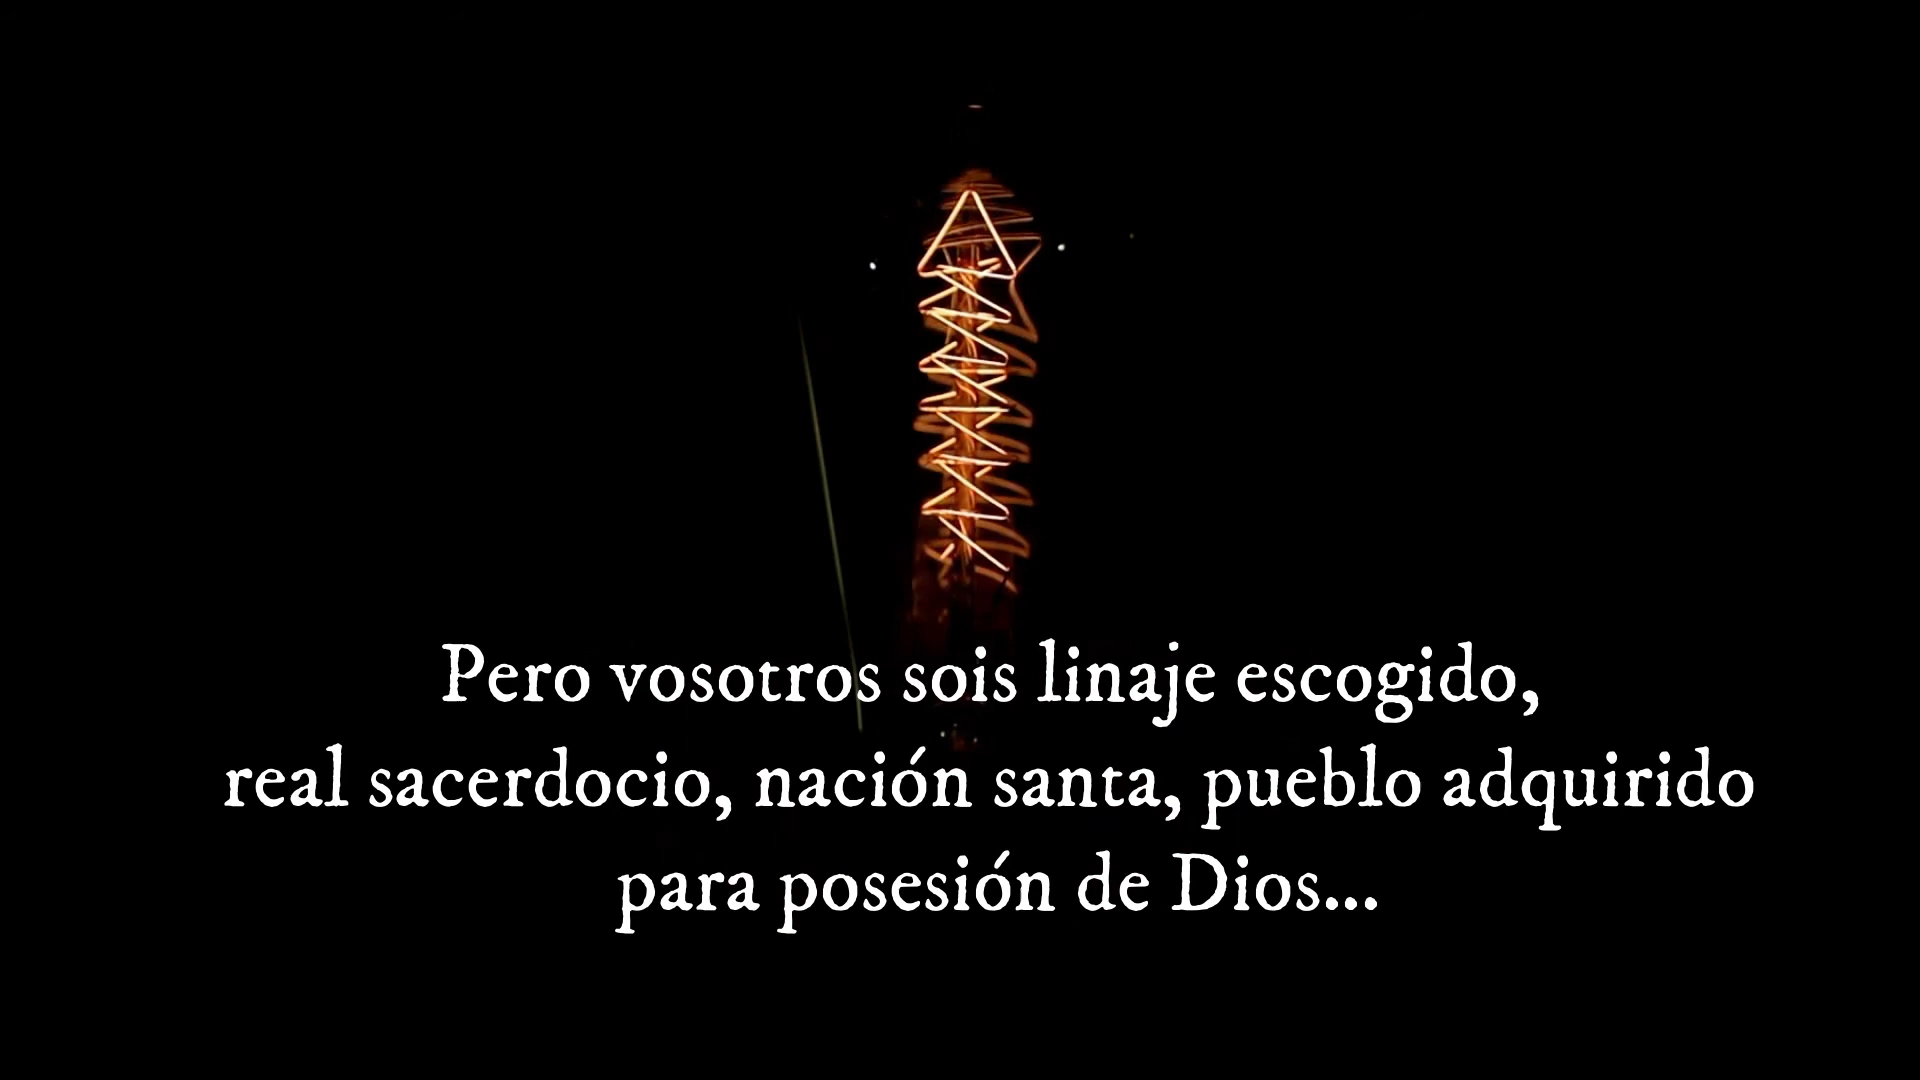 Pero vosotros sois linaje escogido,
real sacerdocio, nación santa, pueblo adquirido
para posesión de Dios...